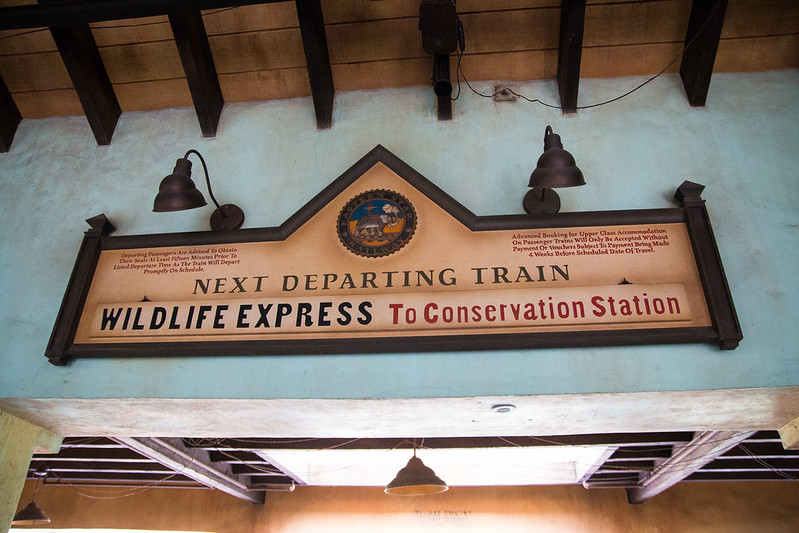 Departing Passengers Are Advised To Obtain
Their Seats At Least Fifteen Minutes Prior To
Listed Departure Time As The Train Will Depart
Promptly On Schedule.
Advanced Booking for Upper Class Accommodation
On Passenger Trains Will Only Be Accepted Without
Payment Or Vouchers Subject To Payment Being Made
4 Weeks Before Scheduled Date Of Travel.
NEXT DEPARTING TRAIN
WILDLIFE EXPRESS To Conservation Station